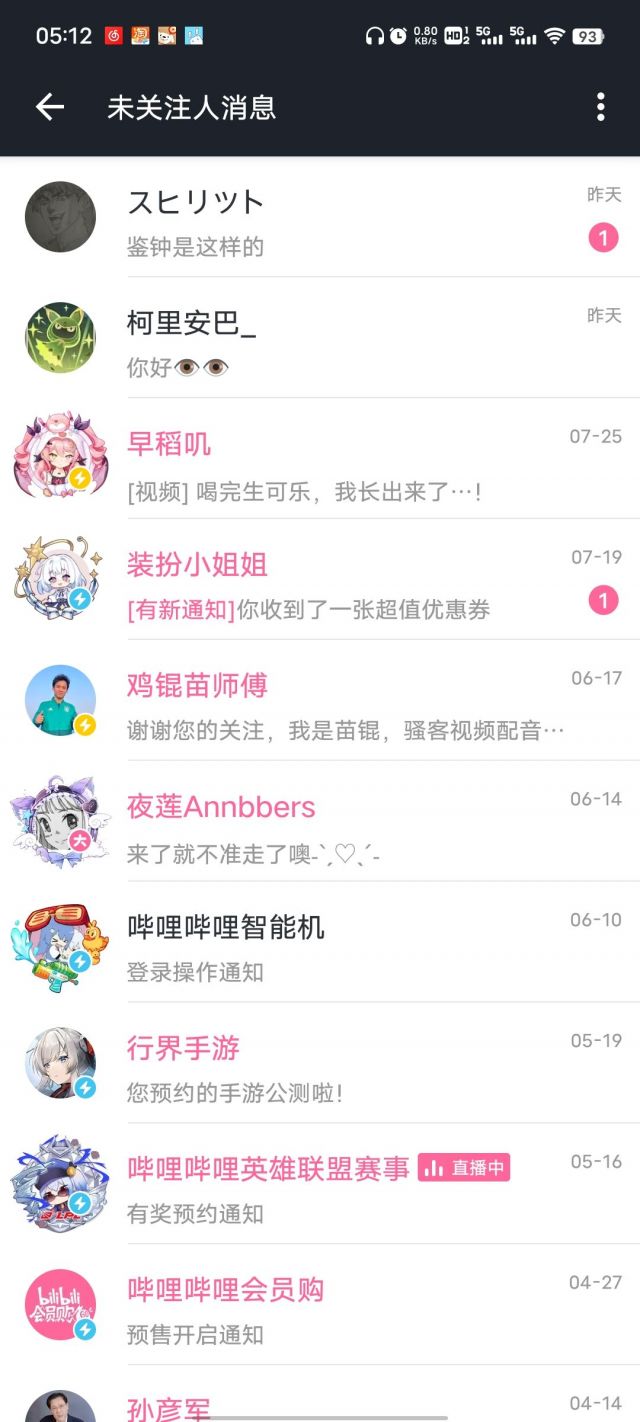 05:12
0.80 KB/s HD 1 2 5G 5G 93
未关注人消息
スヒリツト
昨天
鉴钟是这样的
1
柯里安巴_
昨天
你好👁️👁️
早稻叽
07-25
[视频] 喝完生可乐，我长出来了…！
装扮小姐姐
07-19
[有新通知]你收到了一张超值优惠券
1
鸡锟苗师傅
06-17
谢谢您的关注，我是苗锟，骚客视频配音…
夜莲Annbbers
06-14
大
来了就不准走了噢-ˋˏ♡ˎˊ-
哔哩哔哩智能机
06-10
登录操作通知
行界手游
05-19
您预约的手游公测啦！
哔哩哔哩英雄联盟赛事 直播中
05-16
LPL
有奖预约通知
哔哩哔哩会员购
04-27
bilibili
会员购
预售开启通知
孙彦军
04-14